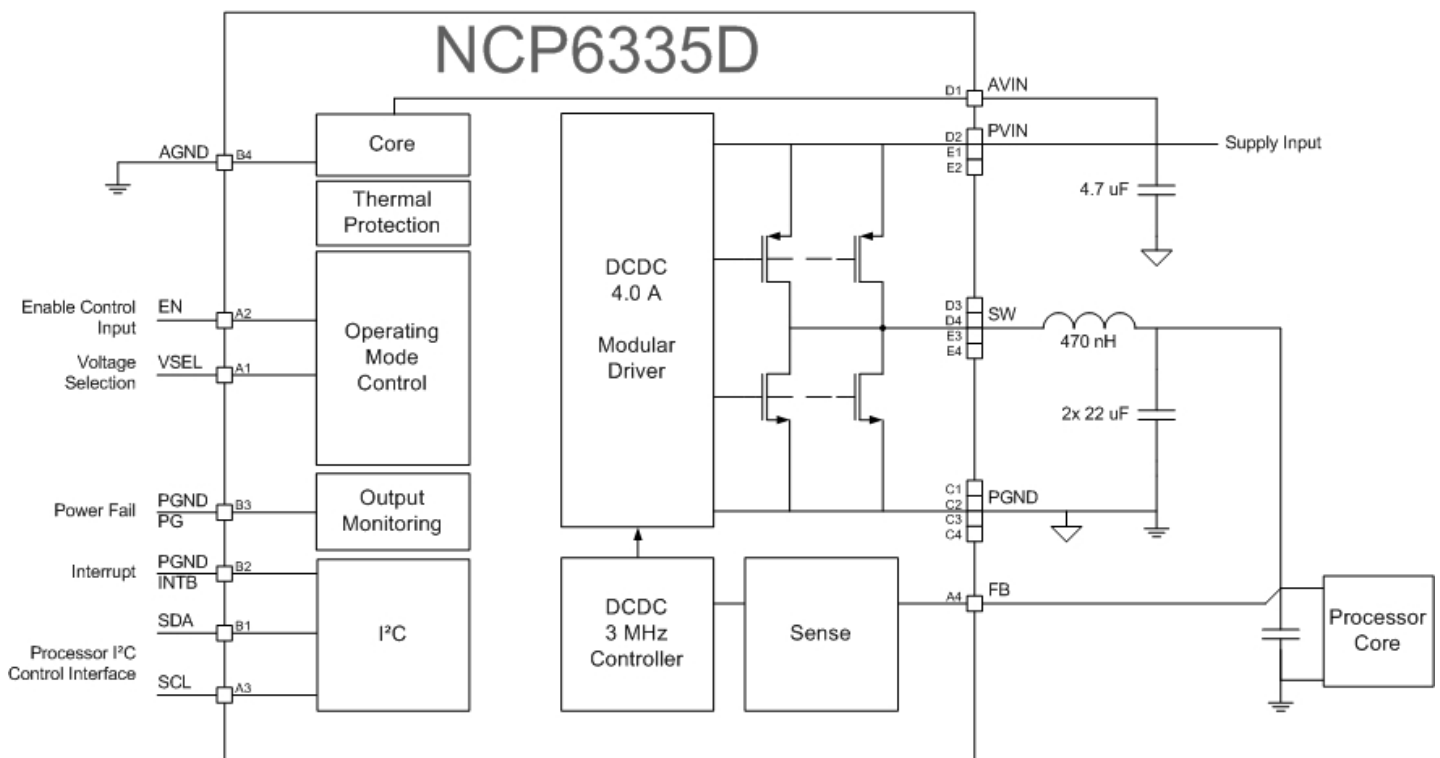 NCP6335D
D1
AVIN
Core
AGND
B4
D2
E1
E2
PVIN
Supply Input
Thermal
Protection
4.7 uF
DCDC
4.0 A
Modular
Driver
Enable Control
Input
EN
A2
Voltage
Selection
VSEL
A1
Operating
Mode
Control
D3
D4
E3
E4
SW
470 nH
2x 22 uF
Power Fail
PGND
PG
B3
Output
Monitoring
C1
C2
C3
C4
PGND
Interrupt
PGND
INTB
B2
SDA
B1
Processor I²C
Control Interface
SCL
A3
I²C
DCDC
3 MHz
Controller
Sense
A4
FB
Processor
Core